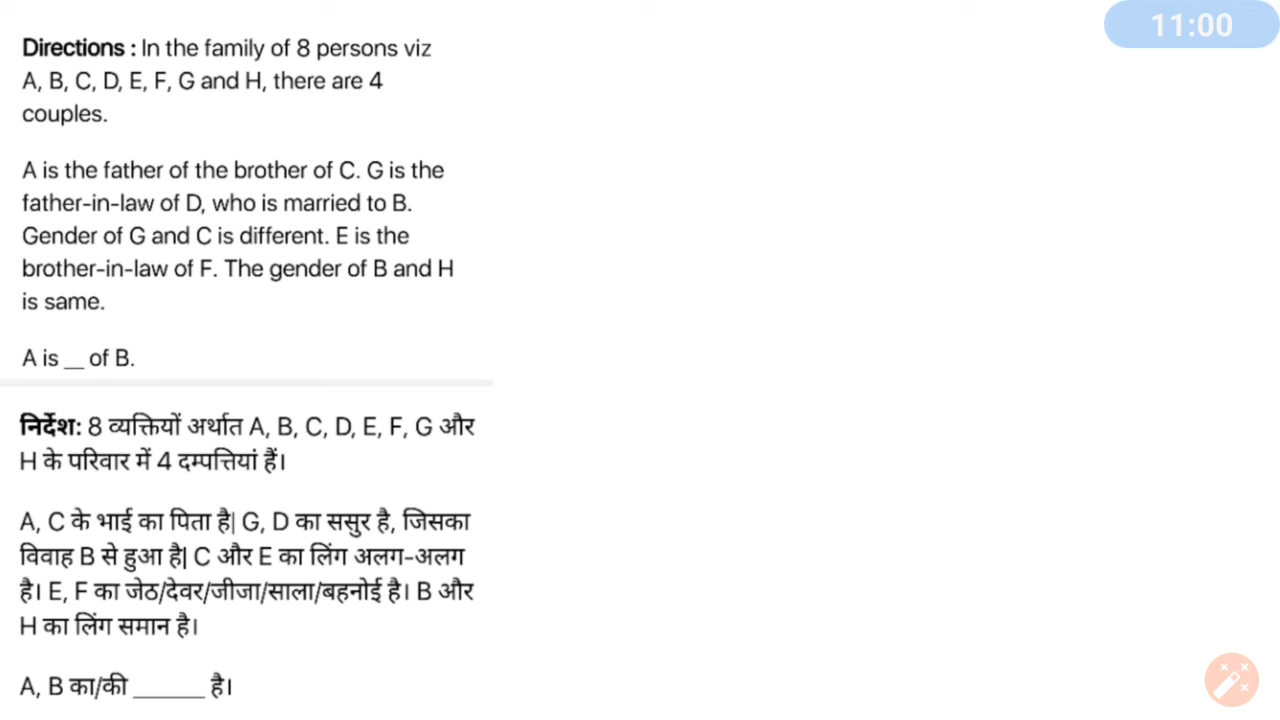 11:00
Directions : In the family of 8 persons viz
A, B, C, D, E, F, G and H, there are 4
couples.
A is the father of the brother of C. G is the
father-in-law of D, who is married to B.
Gender of G and C is different. E is the
brother-in-law of F. The gender of B and H
is same.
A is __ of B.
निर्देश: 8 व्यक्तियों अर्थात A, B, C, D, E, F, G और
H के परिवार में 4 दम्पत्तियां हैं।
A, C के भाई का पिता है| G, D का ससुर है, जिसका
विवाह B से हुआ है| C और E का लिंग अलग-अलग
है। E, F का जेठ/देवर/जीजा/साला/बहनोई है। B और
H का लिंग समान है।
A, B का/की ______ है।